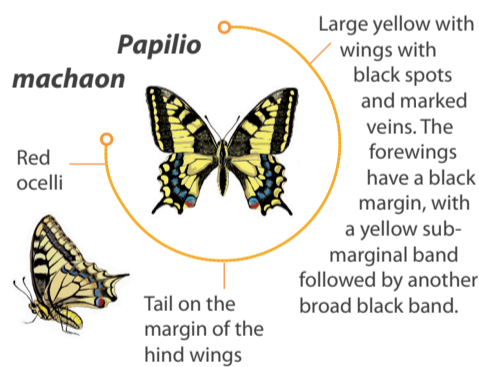 Papilio
machaon
Large yellow with
wings with
black spots
and marked
veins. The
forewings
have a black
margin, with
a yellow sub-
marginal band
followed by another
broad black band.
Red
ocelli
Tail on the
margin of the
hind wings